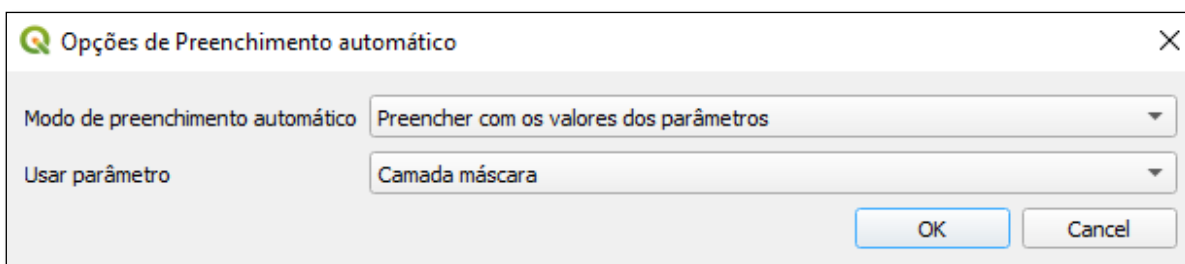 Opções de Preenchimento automático
Modo de preenchimento automático Preencher com os valores dos parâmetros
Usar parâmetro Camada máscara
OK Cancel